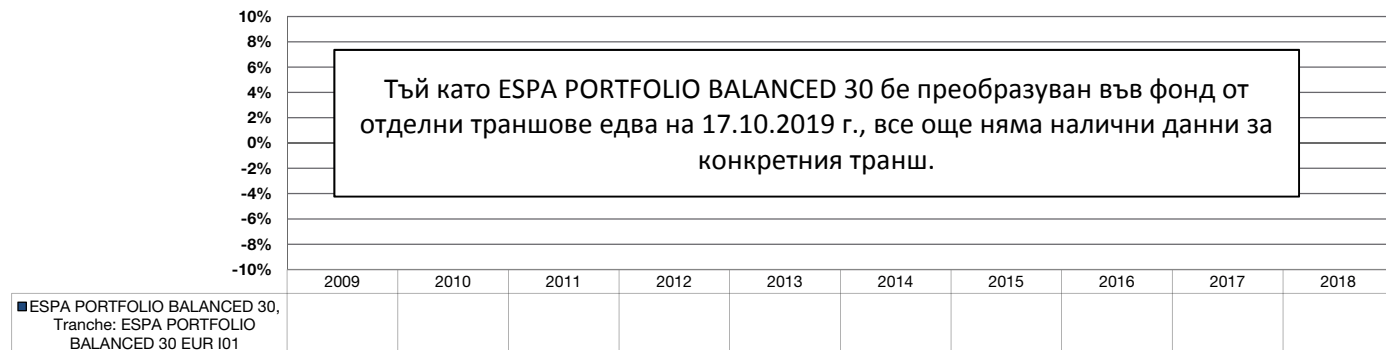 10%
8%
6%
4%
2%
0%
-2%
-4%
-6%
-8%
-10%
Тъй като ESPA PORTFOLIO BALANCED 30 бе преобразуван във фонд от
отделни траншове едва на 17.10.2019 г., все още няма налични данни за
конкретния транш.
2009 2010 2011 2012 2013 2014 2015 2016 2017 2018
ESPA PORTFOLIO BALANCED 30,
Tranche: ESPA PORTFOLIO
BALANCED 30 EUR I01